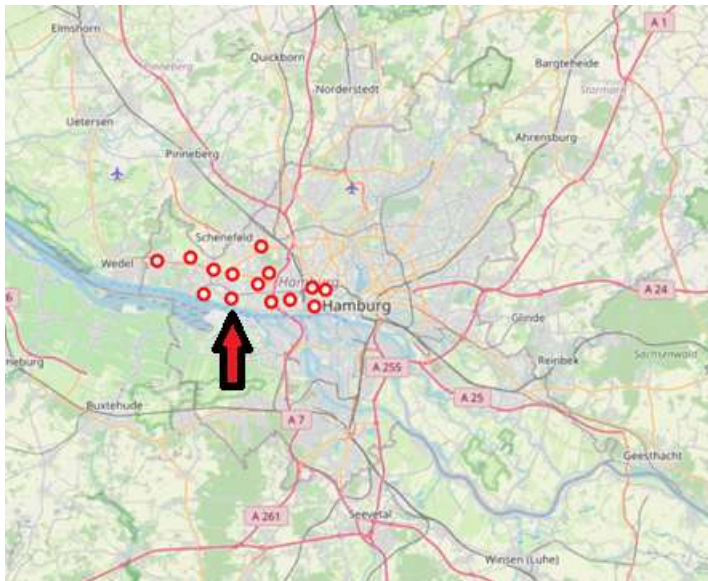 Elmshorn
A 1
Quickborn
Bargteheide
Pinneberg
Norderstedt
Stormarn
Uetersen
Ahrensburg
Pinneberg
Schenefeld
Wedel
Hamburg
A 24
Hamburg
Glinde
Sachsenwald
Reinbek
A 255
A 25
Buxtehude
A 7
Geesthacht
A 261
Seevetal
Winsen (Luhe)